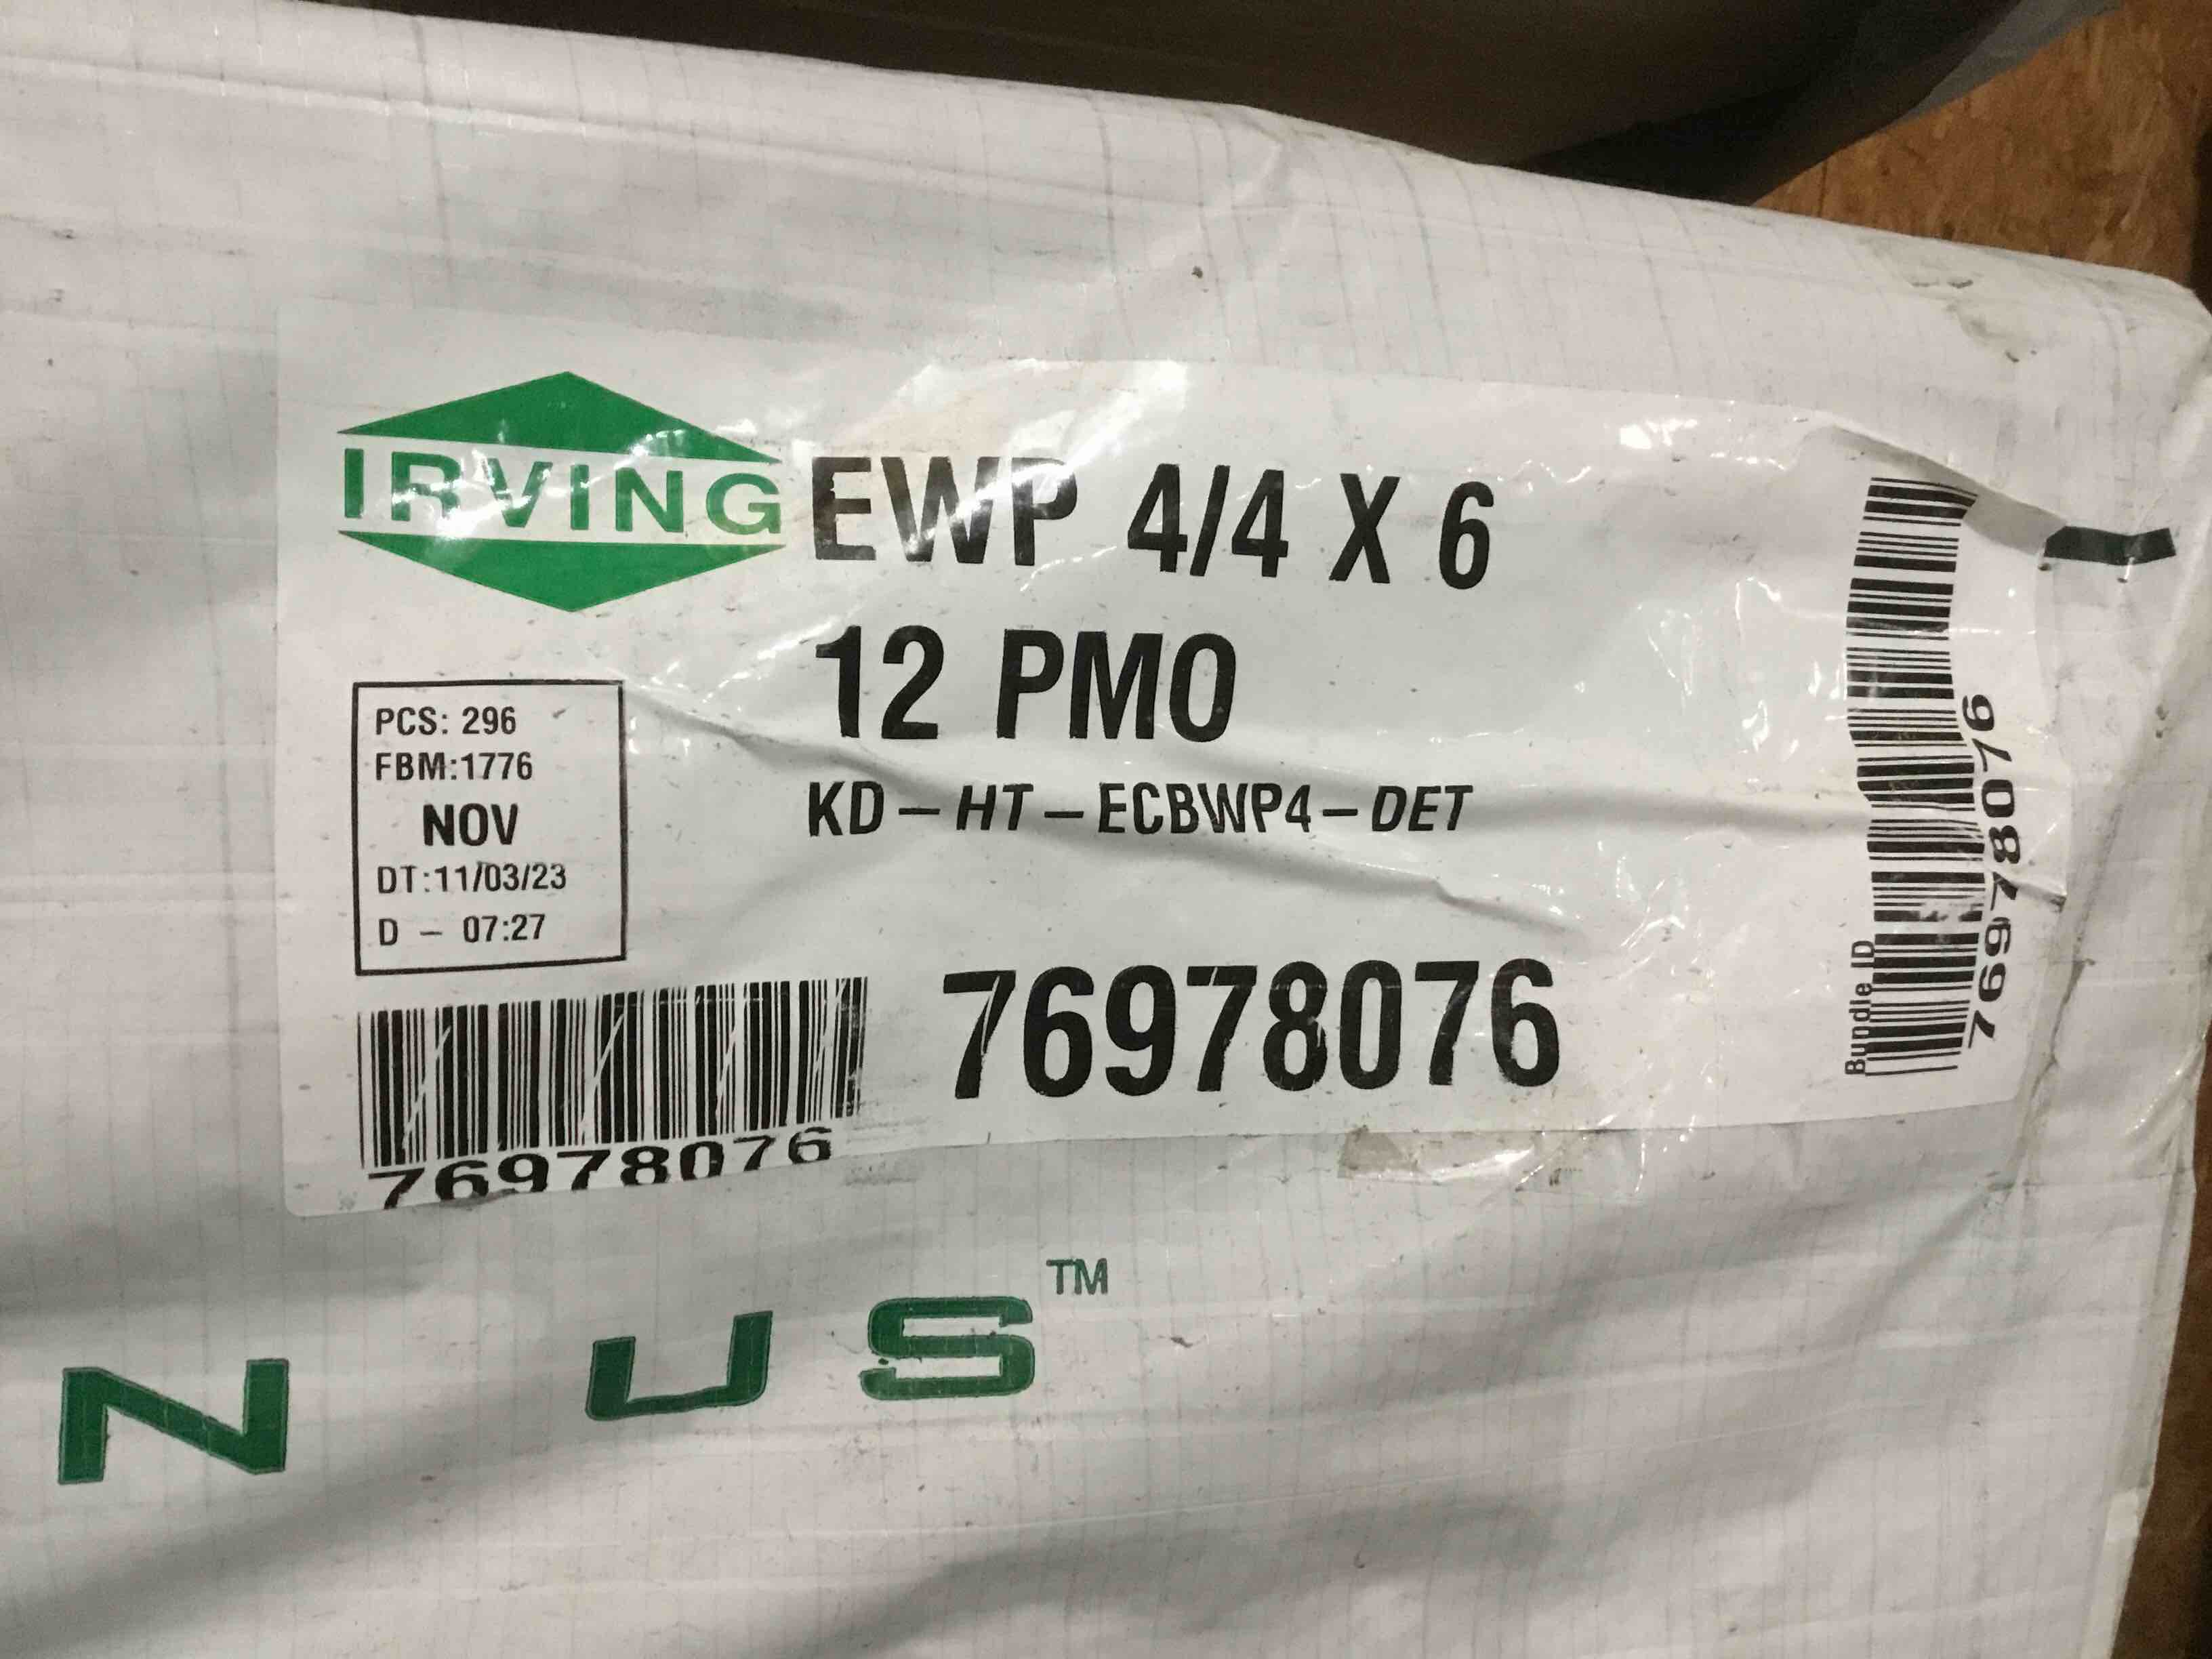 IRVING
EWP 4/4 X 6
12 PMO
KD – HT – ECBWP4 – DET
PCS: 296
FBM:1776
NOV
DT:11/03/23
D – 07:27
76978076
76978076
Bundle ID
76978076
N US™